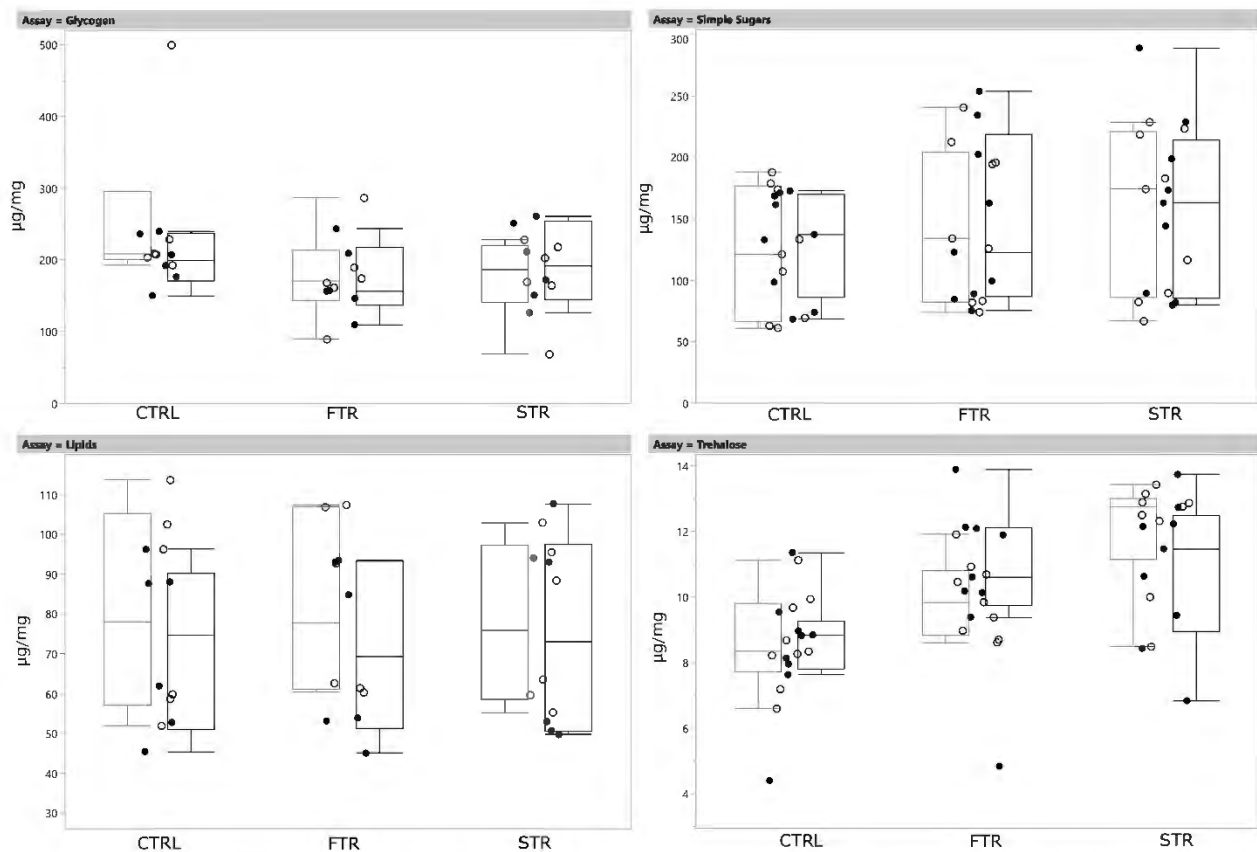 Assay = Glycogen
500
400
300
200
100
0
µg/mg
CTRL FTR STR
Assay = Simple Sugars
300
250
200
150
100
50
0
µg/mg
CTRL FTR STR
Assay = Lipids
110
100
90
80
70
60
50
40
30
µg/mg
CTRL FTR STR
Assay = Trehalose
14
12
10
8
6
4
µg/mg
CTRL FTR STR